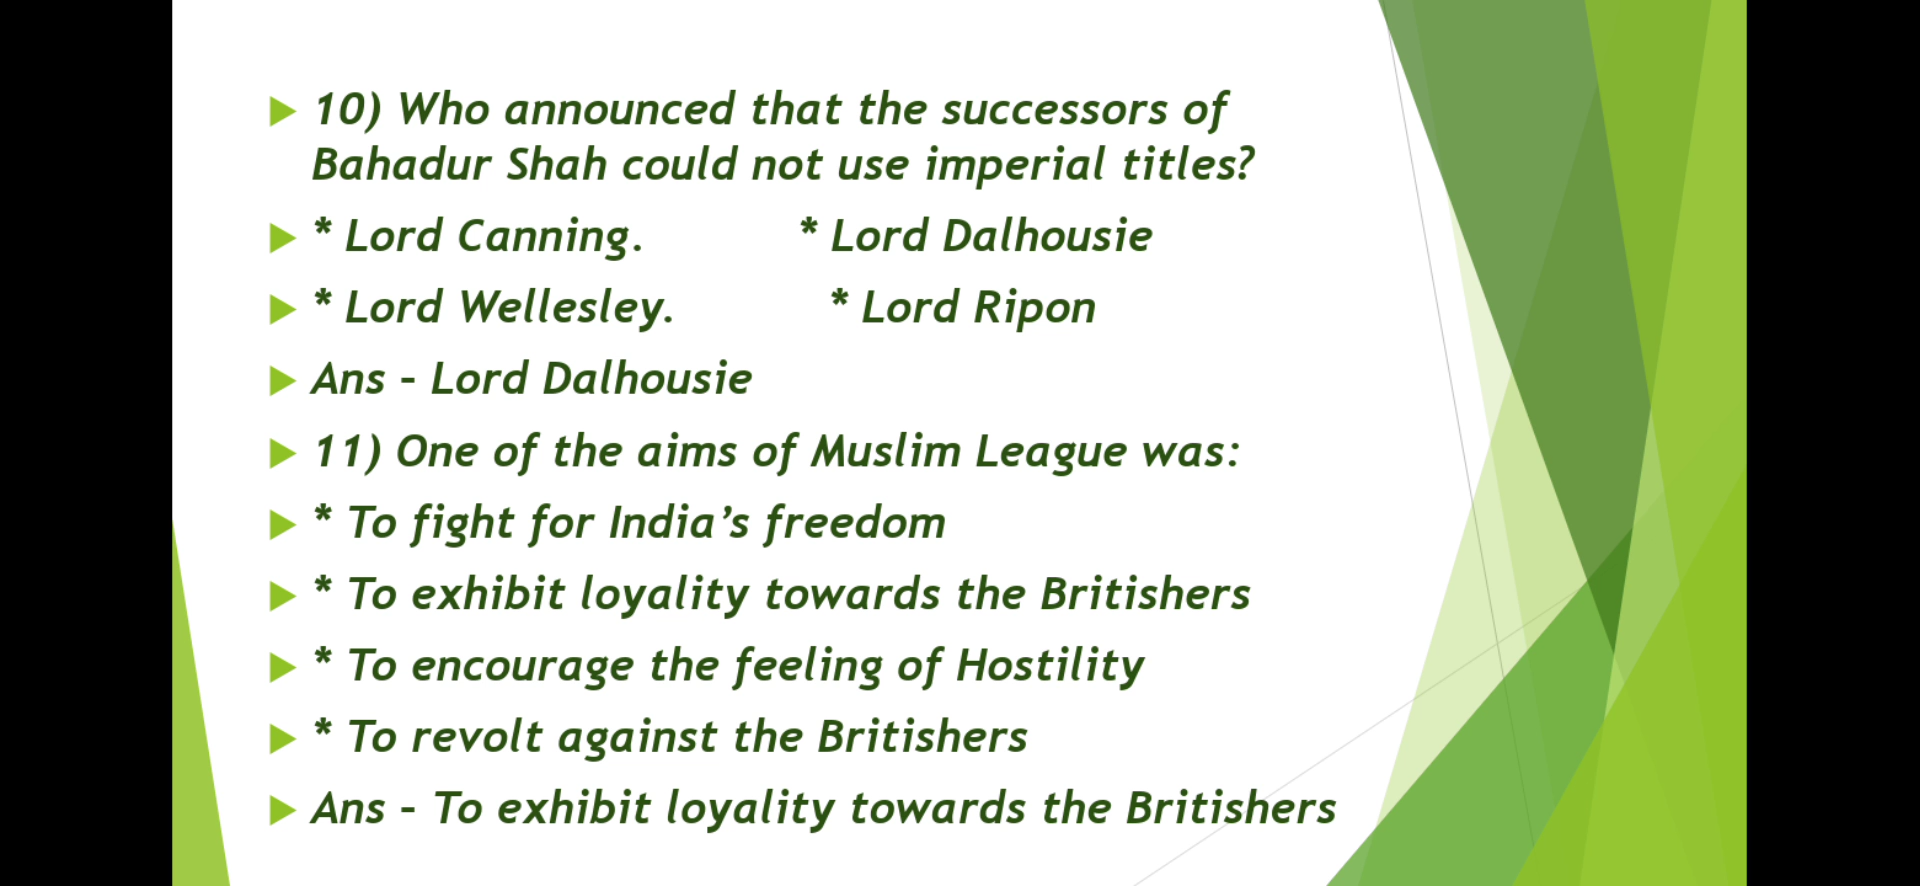 10) Who announced that the successors of
Bahadur Shah could not use imperial titles?
* Lord Canning. * Lord Dalhousie
* Lord Wellesley. * Lord Ripon
Ans – Lord Dalhousie
11) One of the aims of Muslim League was:
* To fight for India’s freedom
* To exhibit loyality towards the Britishers
* To encourage the feeling of Hostility
* To revolt against the Britishers
Ans – To exhibit loyality towards the Britishers